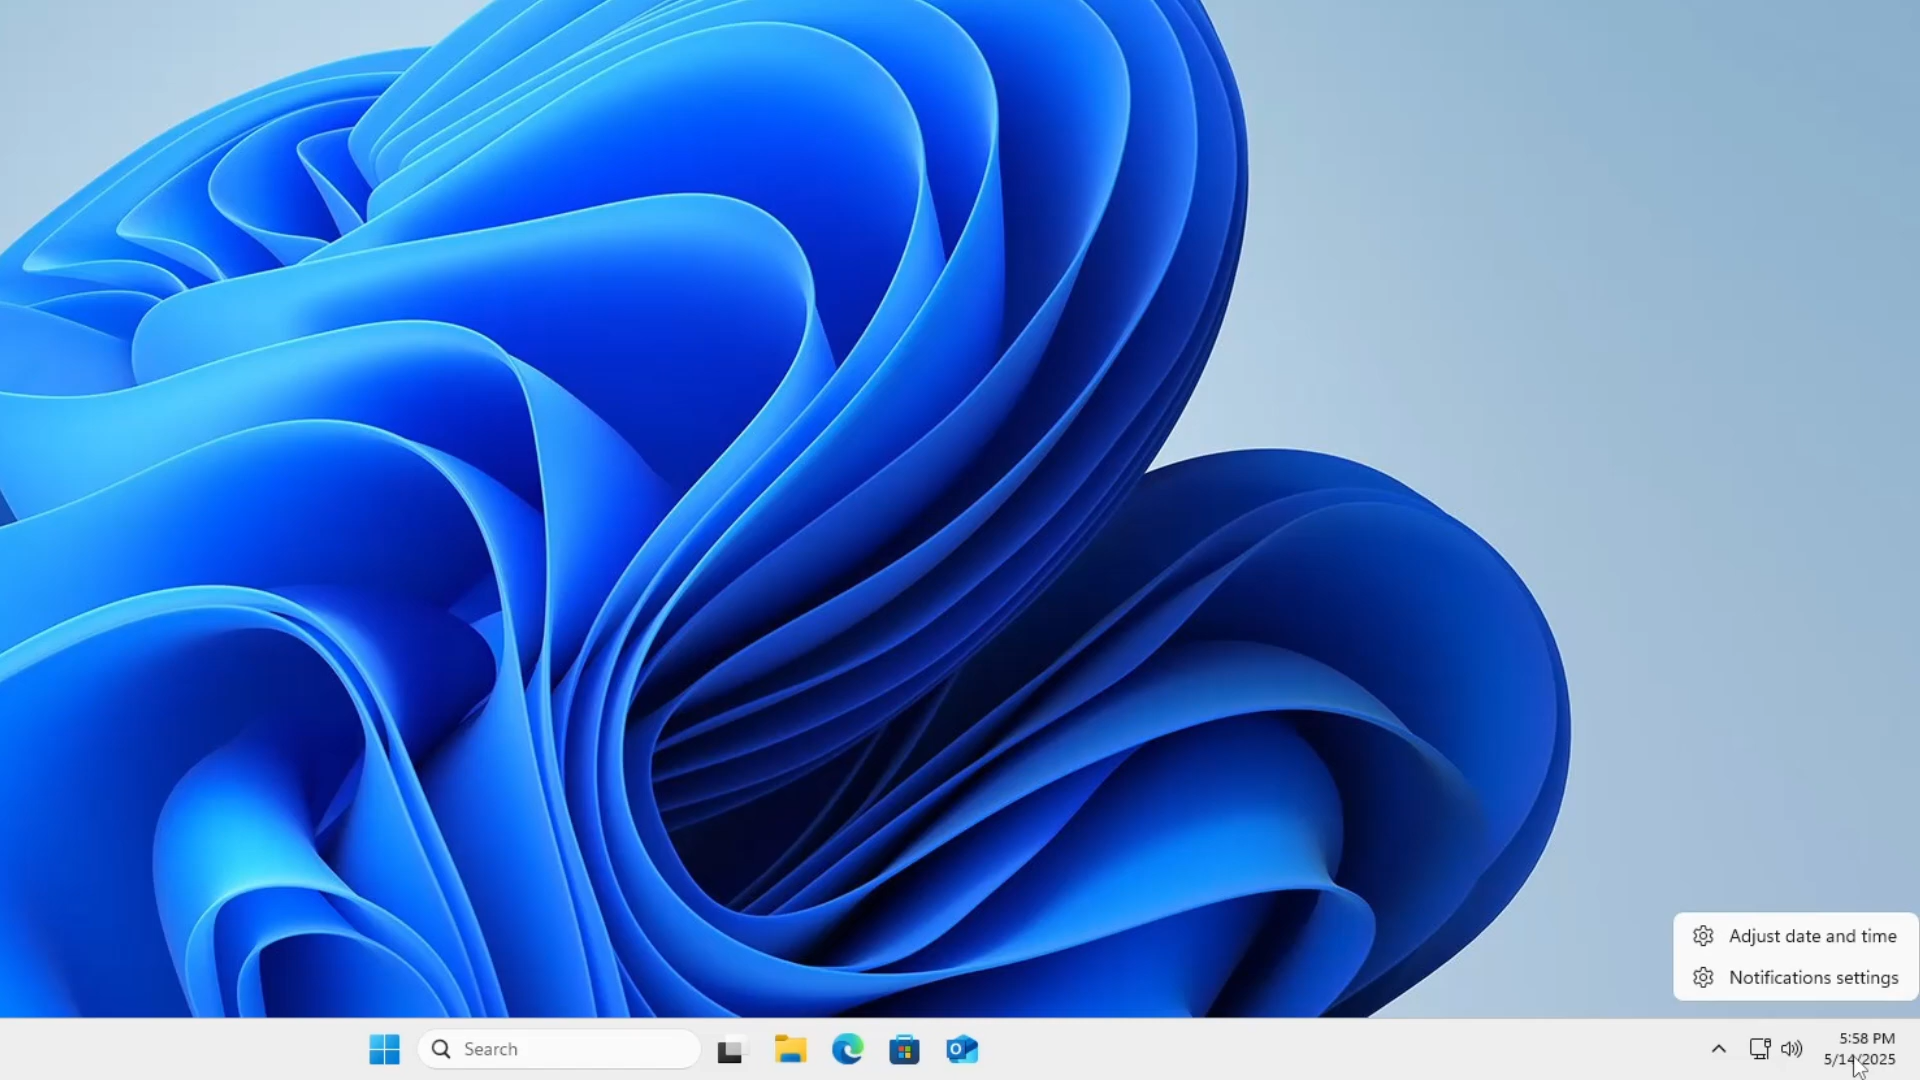 Adjust date and time
Notifications settings
Search
5:58 PM
5/14/2025